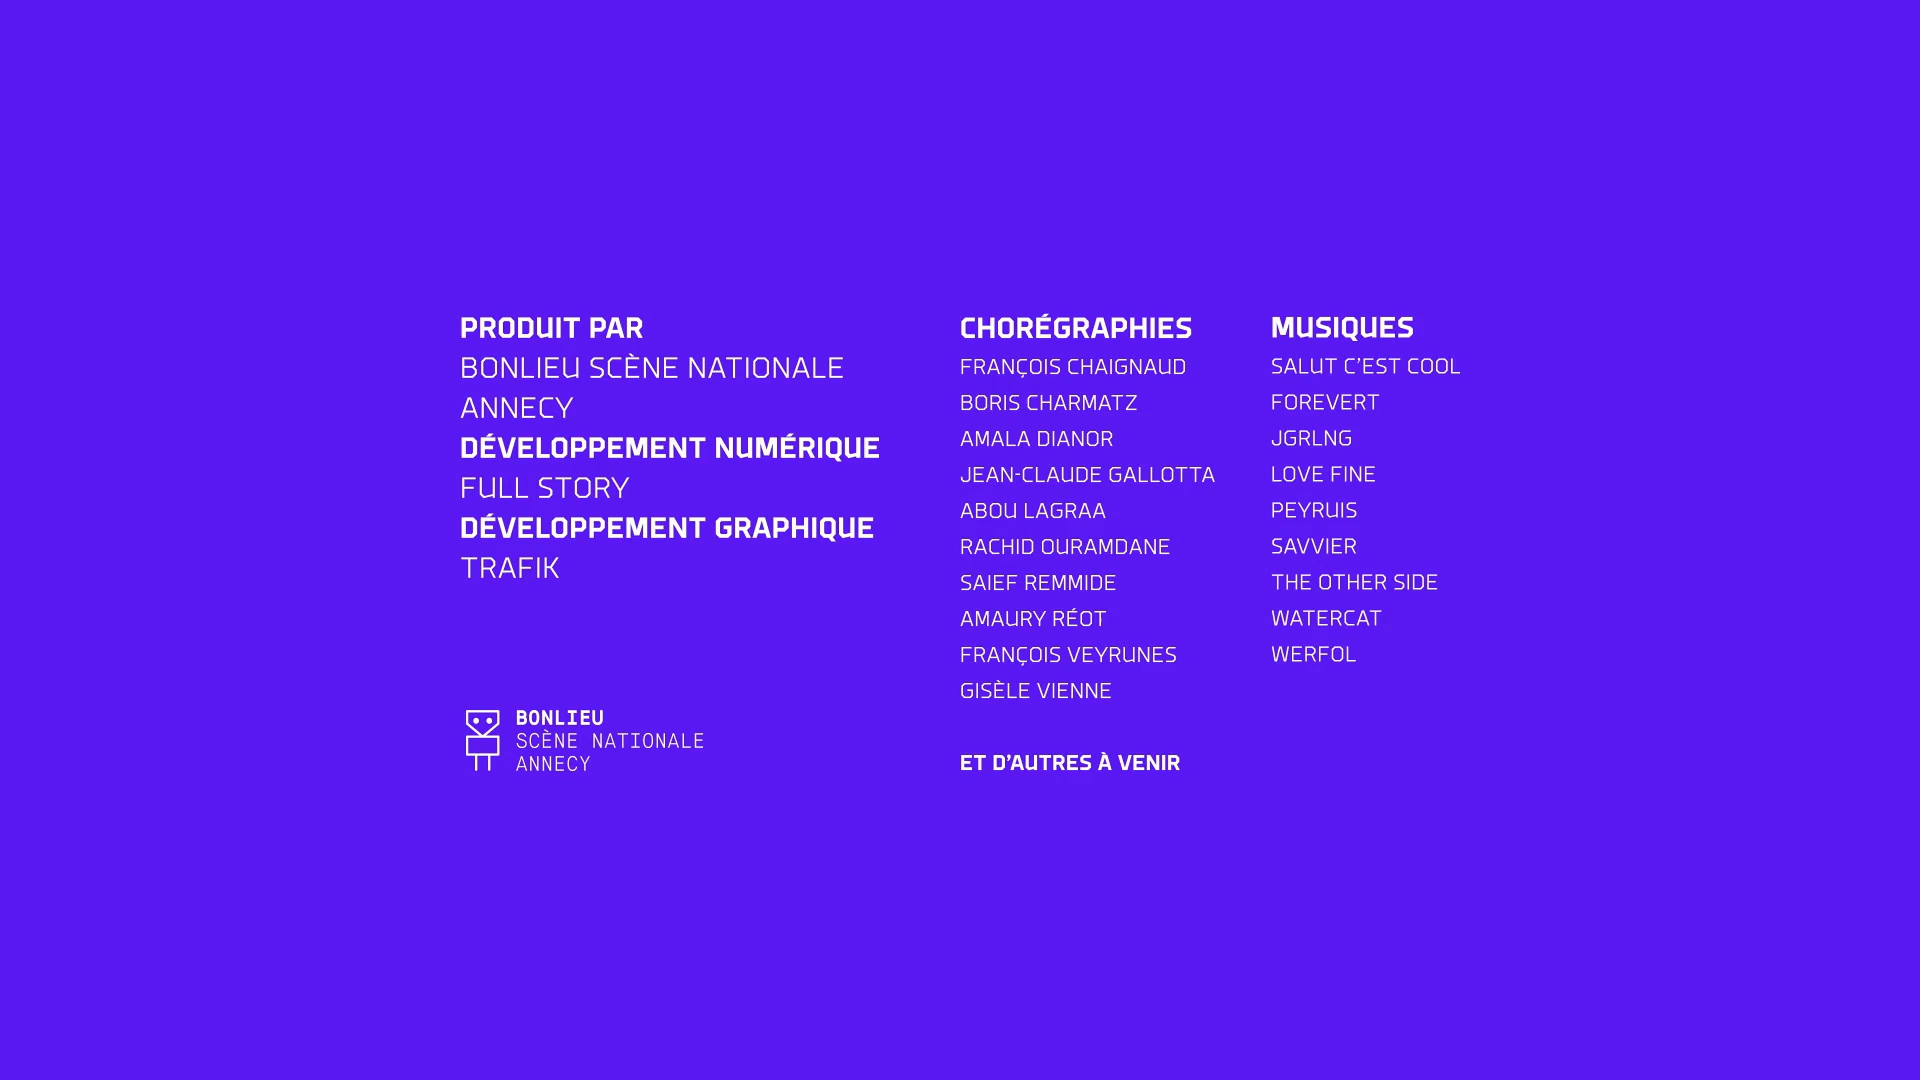 PRODUIT PAR
BONLIEU SCÈNE NATIONALE
ANNECY
DÉVELOPPEMENT NUMÉRIQUE
FULL STORY
DÉVELOPPEMENT GRAPHIQUE
TRAFIK
BONLIEU
SCÈNE NATIONALE
ANNECY
CHORÉGRAPHIES
FRANÇOIS CHAIGNAUD
BORIS CHARMATZ
AMALA DIANOR
JEAN-CLAUDE GALLOTTA
ABOU LAGRAA
RACHID OURAMDANE
SAIEF REMMIDE
AMAURY RÉOT
FRANÇOIS VEYRUNES
GISÈLE VIENNE
ET D’AUTRES À VENIR
MUSIQUES
SALUT C’EST COOL
FOREVERT
JGRLNG
LOVE FINE
PEYRUIS
SAVVIER
THE OTHER SIDE
WATERCAT
WERFOL